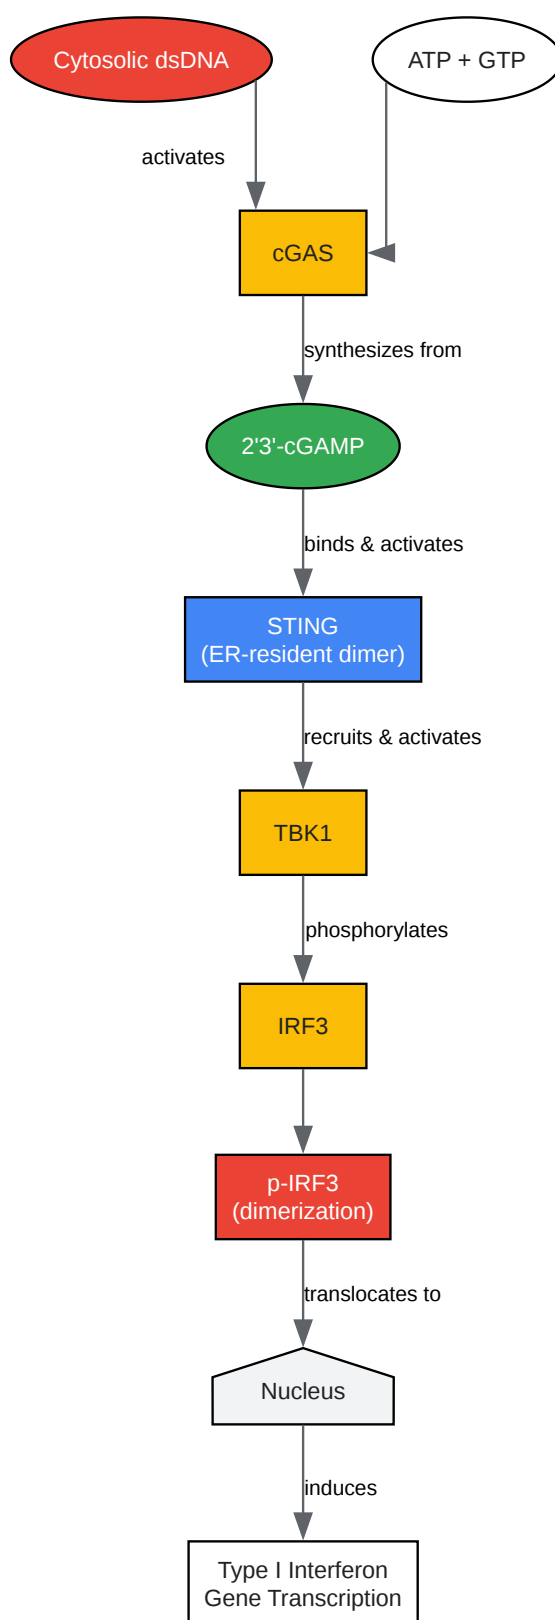 Cytosolic dsDNA
ATP + GTP
activates
cGAS
synthesizes from
2'3'-cGAMP
binds & activates
STING
(ER-resident dimer)
recruits & activates
TBK1
phosphorylates
IRF3
p-IRF3
(dimerization)
translocates to
Nucleus
induces
Type I Interferon
Gene Transcription